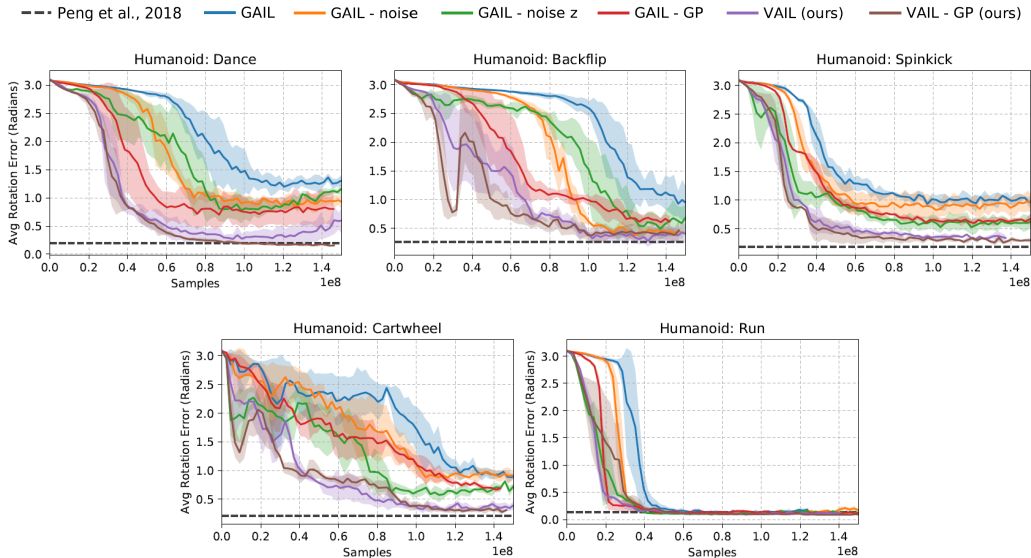 Peng et al., 2018 GAIL GAIL - noise GAIL - noise z GAIL - GP VAIL (ours) VAIL - GP (ours)
Humanoid: Dance Humanoid: Backflip Humanoid: Spinkick
Avg Rotation Error (Radians)
3.0 3.0 3.0
2.5 2.5 2.5
2.0 2.0 2.0
1.5 1.5 1.5
1.0 1.0 1.0
0.5 0.5 0.5
0.0
0.0 0.2 0.4 0.6 0.8 1.0 1.2 1.4 0.0 0.2 0.4 0.6 0.8 1.0 1.2 1.4 0.0 0.2 0.4 0.6 0.8 1.0 1.2 1.4
Samples 1e8 1e8 1e8
Humanoid: Cartwheel Humanoid: Run
Avg Rotation Error (Radians) Avg Rotation Error (Radians)
3.0 3.0
2.5 2.5
2.0 2.0
1.5 1.5
1.0 1.0
0.5 0.5
0.0
0.0 0.2 0.4 0.6 0.8 1.0 1.2 1.4 0.0 0.2 0.4 0.6 0.8 1.0 1.2 1.4
Samples 1e8 Samples 1e8